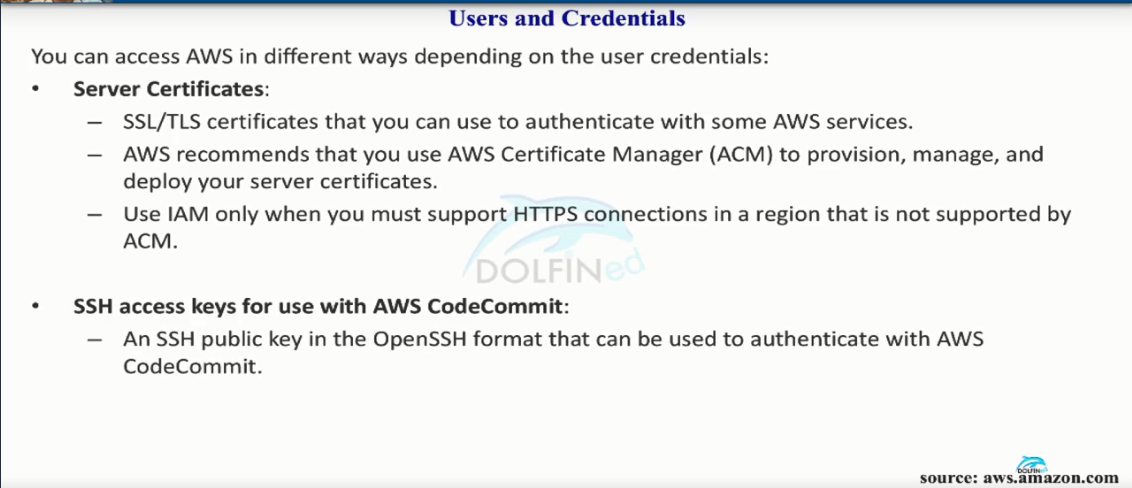 Users and Credentials
You can access AWS in different ways depending on the user credentials:
• Server Certificates:
– SSL/TLS certificates that you can use to authenticate with some AWS services.
– AWS recommends that you use AWS Certificate Manager (ACM) to provision, manage, and
deploy your server certificates.
– Use IAM only when you must support HTTPS connections in a region that is not supported by
ACM.
DOLFINed
• SSH access keys for use with AWS CodeCommit:
– An SSH public key in the OpenSSH format that can be used to authenticate with AWS
CodeCommit.
DOLFINed
source: aws.amazon.com